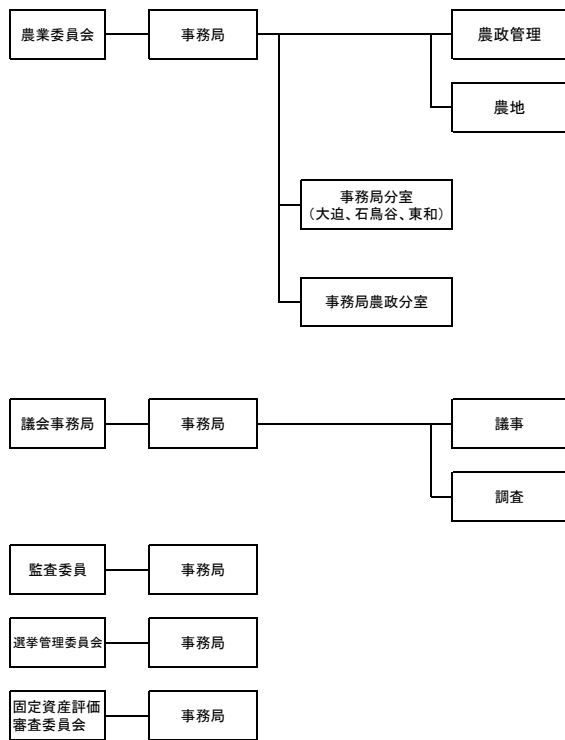 農業委員会
事務局
農政管理
農地
事務局分室
（大迫、石鳥谷、東和）
事務局農政分室
議会事務局
事務局
議事
調査
監査委員
事務局
選挙管理委員会
事務局
固定資産評価
審査委員会
事務局